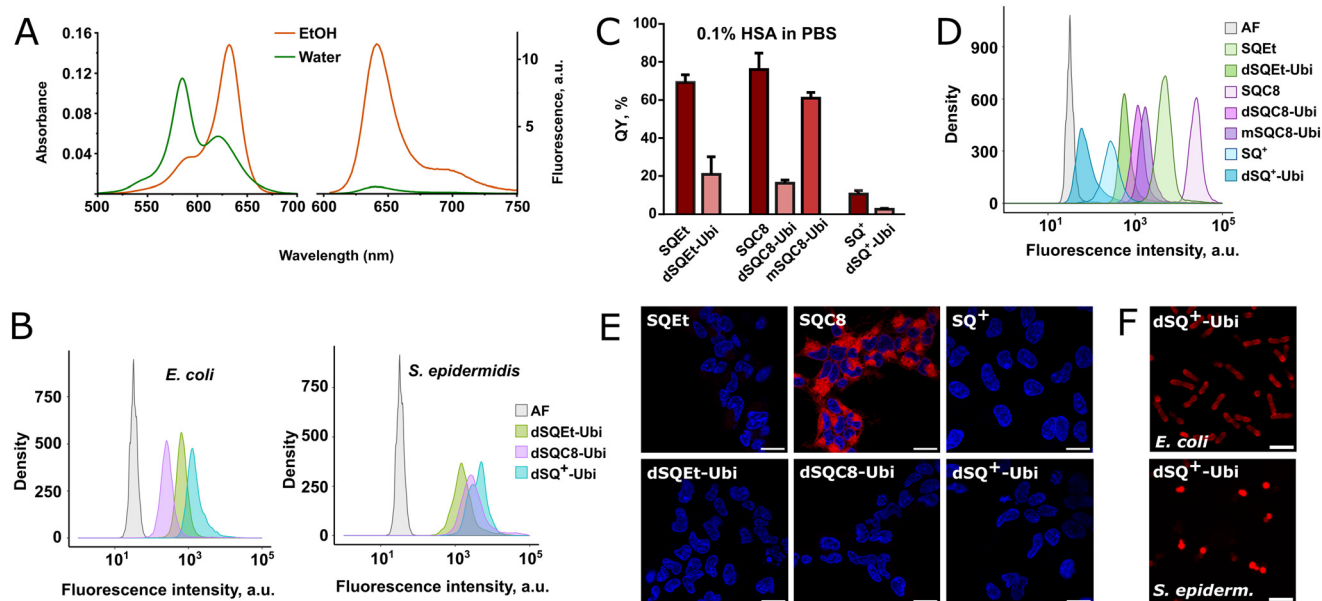 A
EtOH
Water
0.16
0.12
0.08
0.04
Absorbance
10
5
Fluorescence, a.u.
500
550
600
650
700
600
650
700
750
Wavelength (nm)
C
0.1% HSA in PBS
100
80
60
40
20
0
QY, %
SQEt
dSQEt-Ubi
SQC8
dSQC8-Ubi
mSQC8-Ubi
SQ⁺
dSQ⁺-Ubi
D
900
600
300
0
Density
10¹
10³
10⁵
Fluorescence intensity, a.u.
AF
SQEt
dSQEt-Ubi
SQC8
dSQC8-Ubi
mSQC8-Ubi
SQ⁺
dSQ⁺-Ubi
B
E. coli
750
500
250
0
Density
10¹
10³
10⁵
Fluorescence intensity, a.u.
S. epidermidis
750
500
250
0
Density
10¹
10³
10⁵
Fluorescence intensity, a.u.
AF
dSQEt-Ubi
dSQC8-Ubi
dSQ⁺-Ubi
E
SQEt
SQC8
SQ⁺
dSQEt-Ubi
dSQC8-Ubi
dSQ⁺-Ubi
F
dSQ⁺-Ubi
E. coli
dSQ⁺-Ubi
S. epiderm.